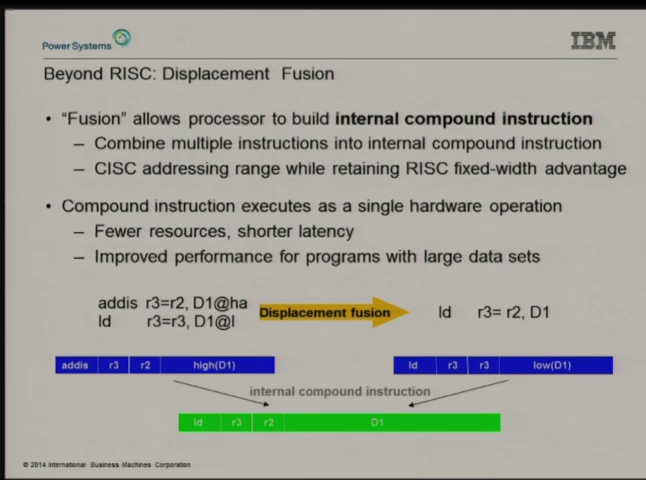 Power Systems
IBM
Beyond RISC: Displacement Fusion
• "Fusion" allows processor to build internal compound instruction
– Combine multiple instructions into internal compound instruction
– CISC addressing range while retaining RISC fixed-width advantage
• Compound instruction executes as a single hardware operation
– Fewer resources, shorter latency
– Improved performance for programs with large data sets
addis r3=r2, D1@ha
ld r3=r3, D1@l
Displacement fusion
ld r3= r2, D1
addis r3 r2 high(D1)
ld r3 r3 low(D1)
internal compound instruction
ld r3 r2 D1
© 2014 International Business Machines Corporation